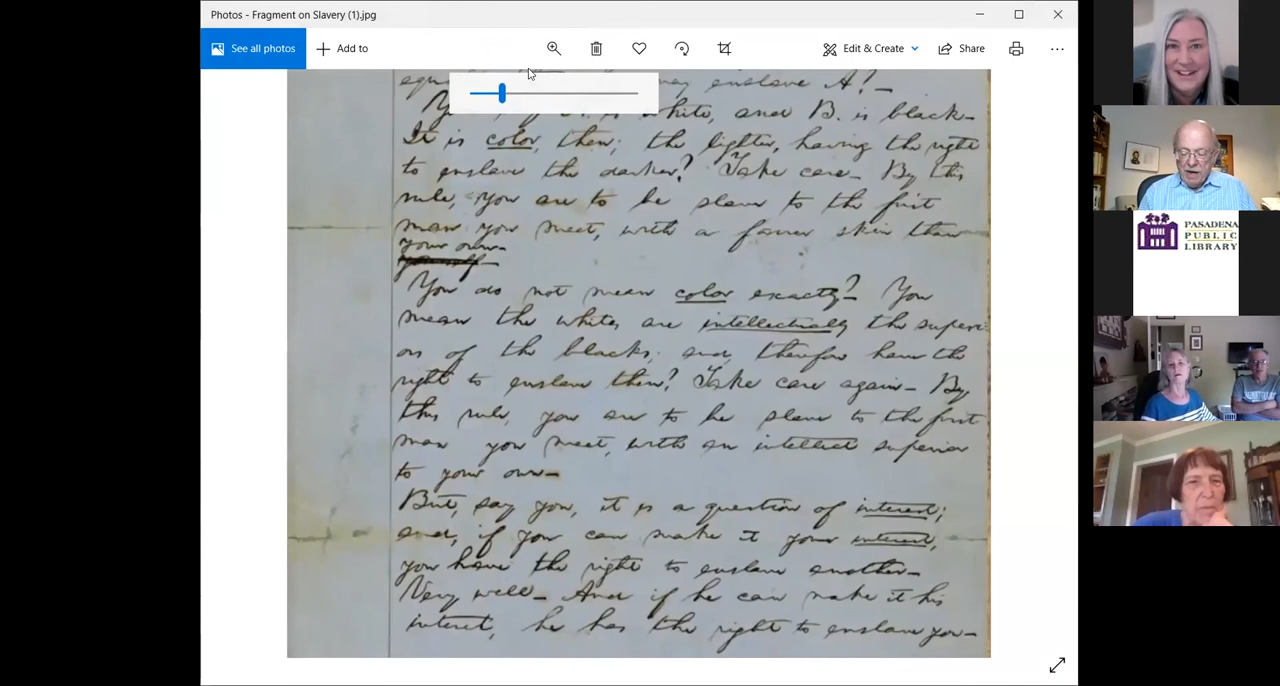 Photos - Fragment on Slavery (1).jpg
See all photos
Add to
Edit & Create
Share
may enslave A?—
white, and B. is black—
It is color, then; the lighter, having the right
to enslave the darker? Take care— By this
rule, you are to be slave to the first
man you meet, with a fairer skin than
your own—
You do not mean color exactly?— You
mean the whites are intellectually the superi-
ors of the blacks; and, therefore have the
right to enslave them? Take care again— By
this rule you are to be slave to the first
man you meet, with an intellect superior
to your own—
But, say you, it is a question of interest;
and, if you can make it your interest,
you have the right to enslave another—
Very well— And if he can make it his
interest, he has the right to enslave you—
PASADENA
PUBLIC
LIBRARY